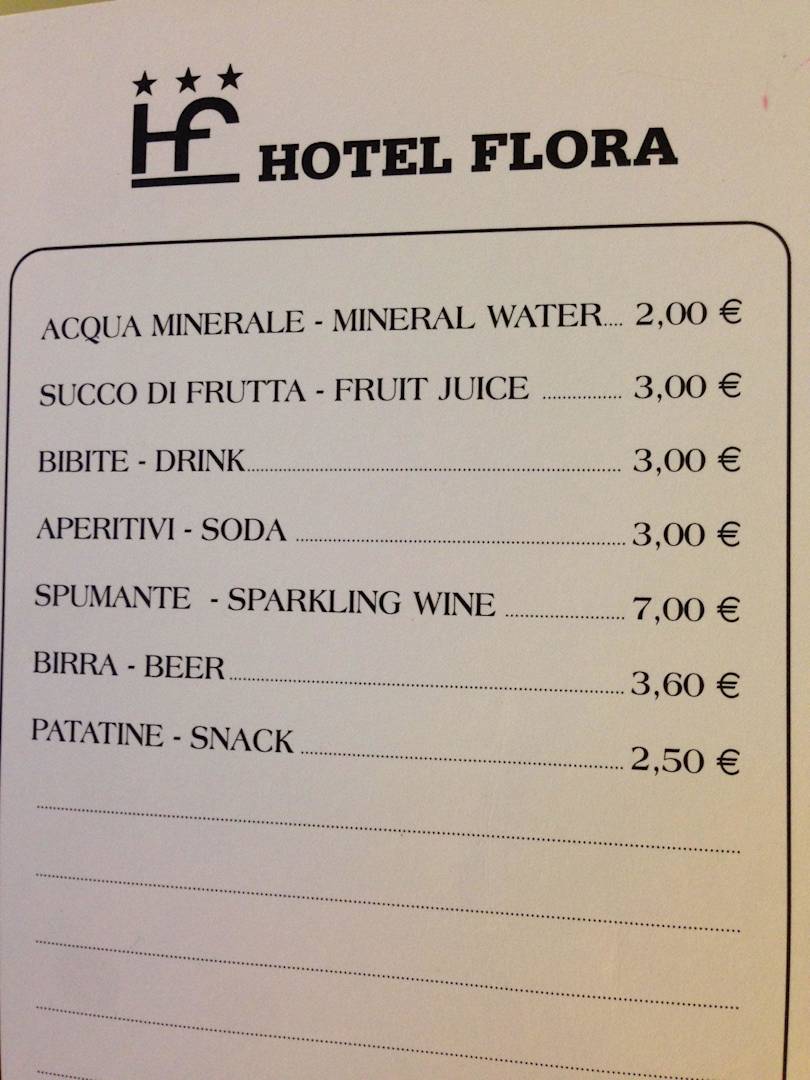 HF HOTEL FLORA
ACQUA MINERALE - MINERAL WATER.... 2,00 €
SUCCO DI FRUTTA - FRUIT JUICE ................ 3,00 €
BIBITE - DRINK........................................................................... 3,00 €
APERITIVI - SODA .................................................................. 3,00 €
SPUMANTE - SPARKLING WINE ........................ 7,00 €
BIRRA - BEER............................................................................... 3,60 €
PATATINE - SNACK ................................................................ 2,50 €